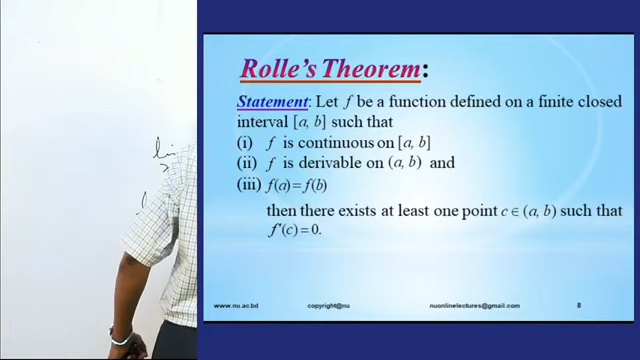 Rolle's Theorem:
Statement: Let f be a function defined on a finite closed
interval [a, b] such that
(i) f is continuous on [a, b]
(ii) f is derivable on (a, b) and
(iii) f(a) = f(b)
then there exists at least one point c ∈ (a, b) such that
f′(c) = 0.
www.nu.ac.bd copyright@nu nuonlinelectures@gmail.com 8
lim